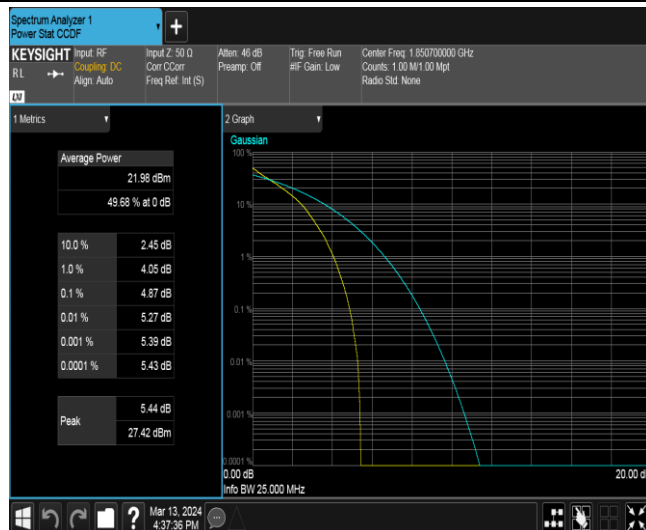 Spectrum Analyzer 1
Power Stat CCDF
KEYSIGHT
RL
LXI
Input: RF
Coupling: DC
Align: Auto
Input Z: 50 Ω
Corr CCorr
Freq Ref: Int (S)
Atten: 46 dB
Preamp: Off
Trig: Free Run
#IF Gain: Low
Center Freq: 1.850700000 GHz
Counts: 1.00 M/1.00 Mpt
Radio Std: None
1 Metrics
Average Power
21.98 dBm
49.68 % at 0 dB
10.0 % 2.45 dB
1.0 % 4.05 dB
0.1 % 4.87 dB
0.01 % 5.27 dB
0.001 % 5.39 dB
0.0001 % 5.43 dB
Peak
5.44 dB
27.42 dBm
2 Graph
Gaussian
100 %
10 %
1 %
0.1 %
0.01 %
0.001 %
0.0001 %
0.00 dB
20.00 d
Info BW 25.000 MHz
?
Mar 13, 2024
4:37:36 PM